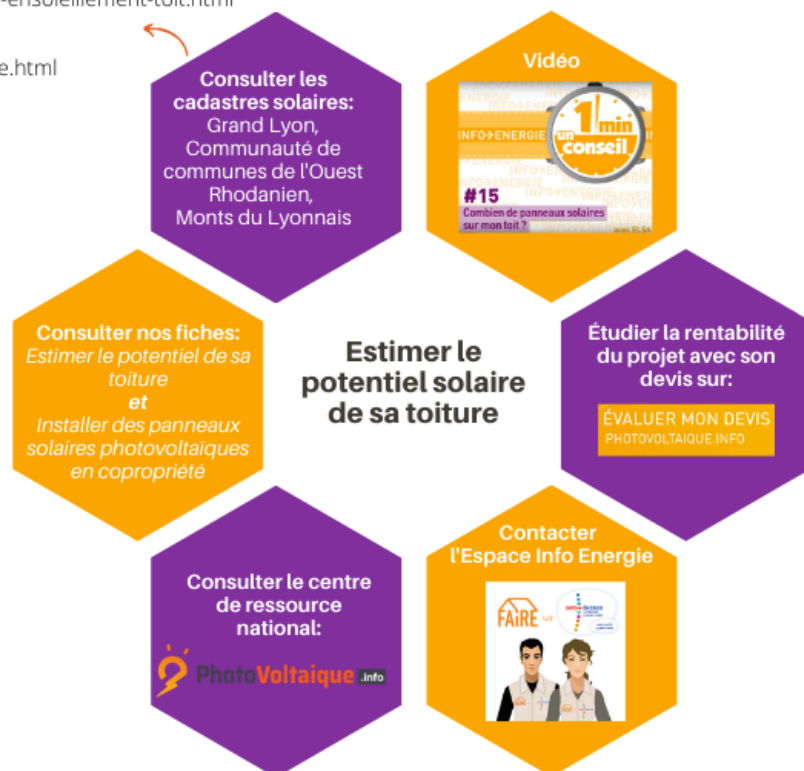 -ensoleillement-toit.html
e.html
Consulter les
cadastres solaires:
Grand Lyon,
Communauté de
communes de l'Ouest
Rhodanien,
Monts du Lyonnais
Vidéo
INFO→ENERGIE
1 min
un
conseil
#15
Combien de panneaux solaires
sur mon toit ?
Consulter nos fiches:
Estimer le potentiel de sa
toiture
et
Installer des panneaux
solaires photovoltaïques
en copropriété
Estimer le
potentiel solaire
de sa toiture
Étudier la rentabilité
du projet avec son
devis sur:
ÉVALUER MON DEVIS
PHOTOVOLTAIQUE.INFO
Consulter le centre
de ressource
national:
PhotoVoltaique .info
Contacter
l'Espace Info Energie
FAiRE